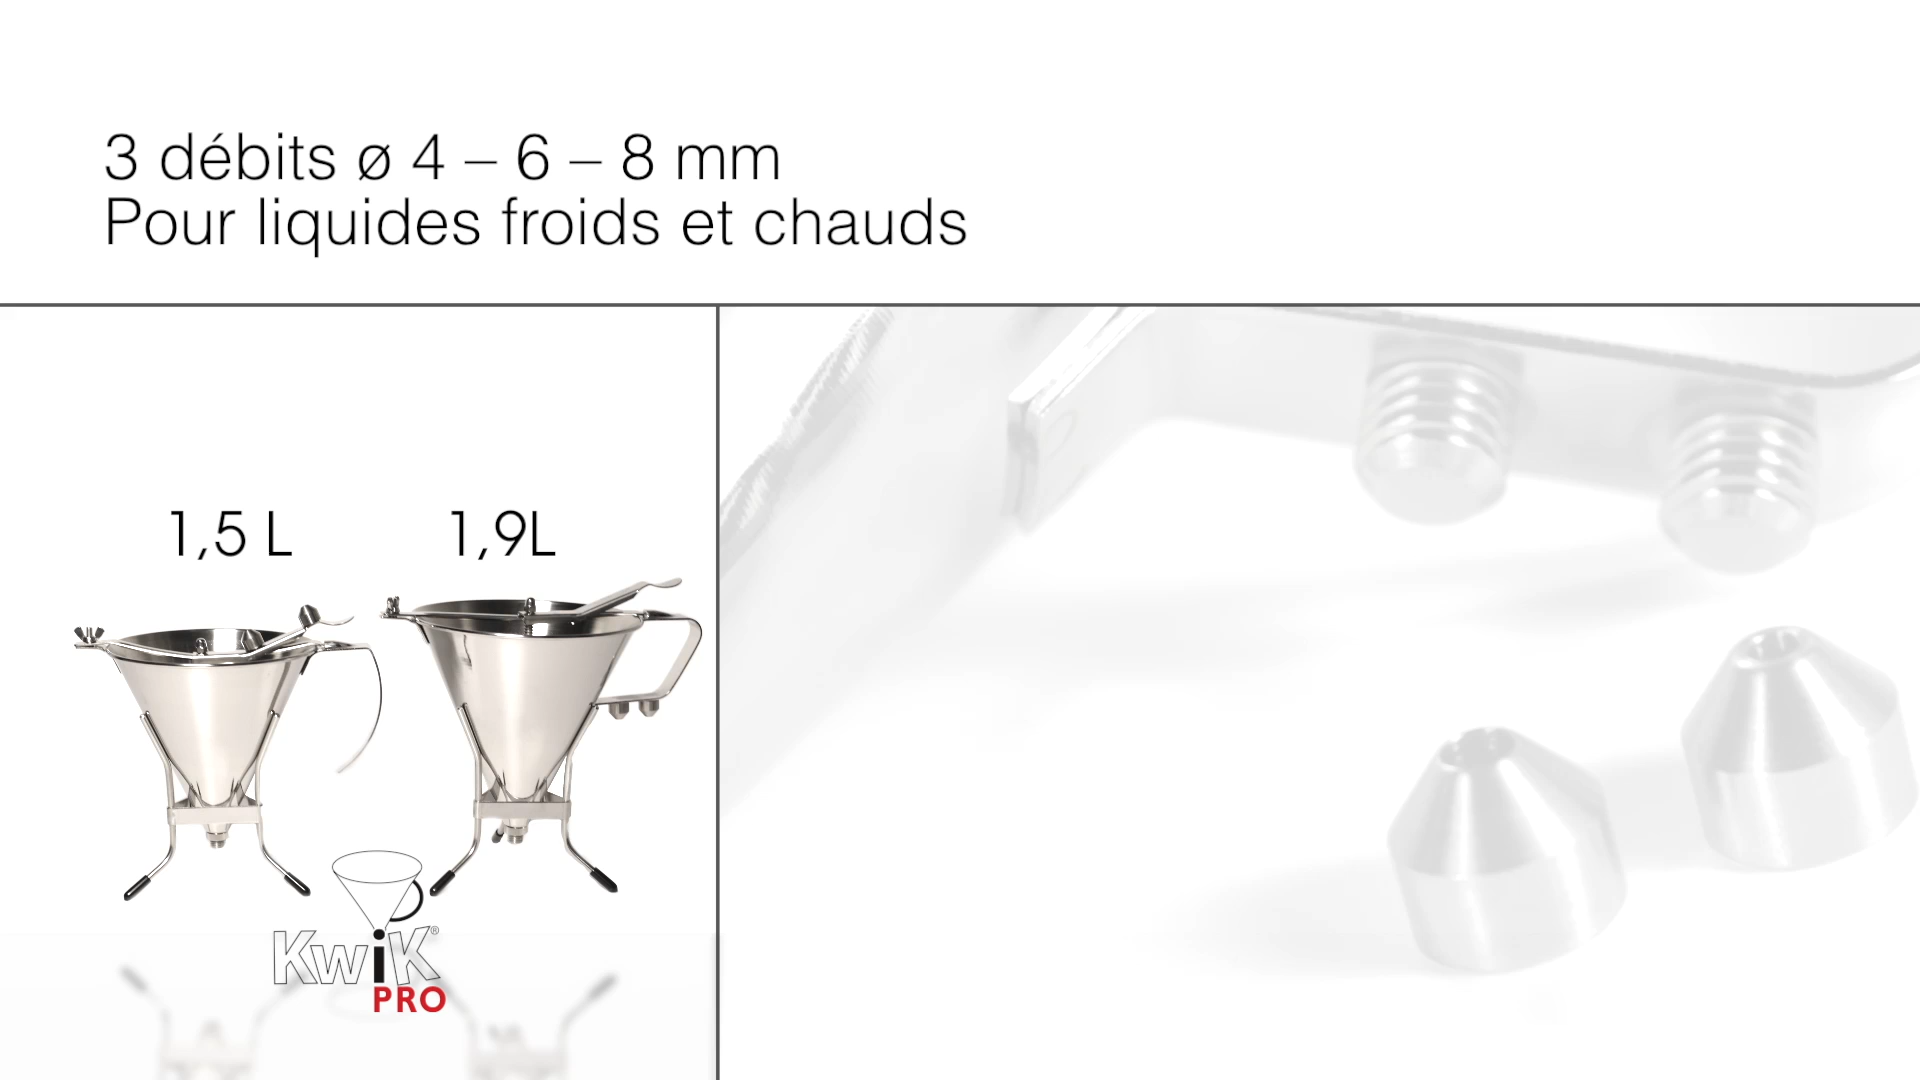 3 débits ø 4 – 6 – 8 mm
Pour liquides froids et chauds
1,5 L
1,9L
KwiK®
PRO